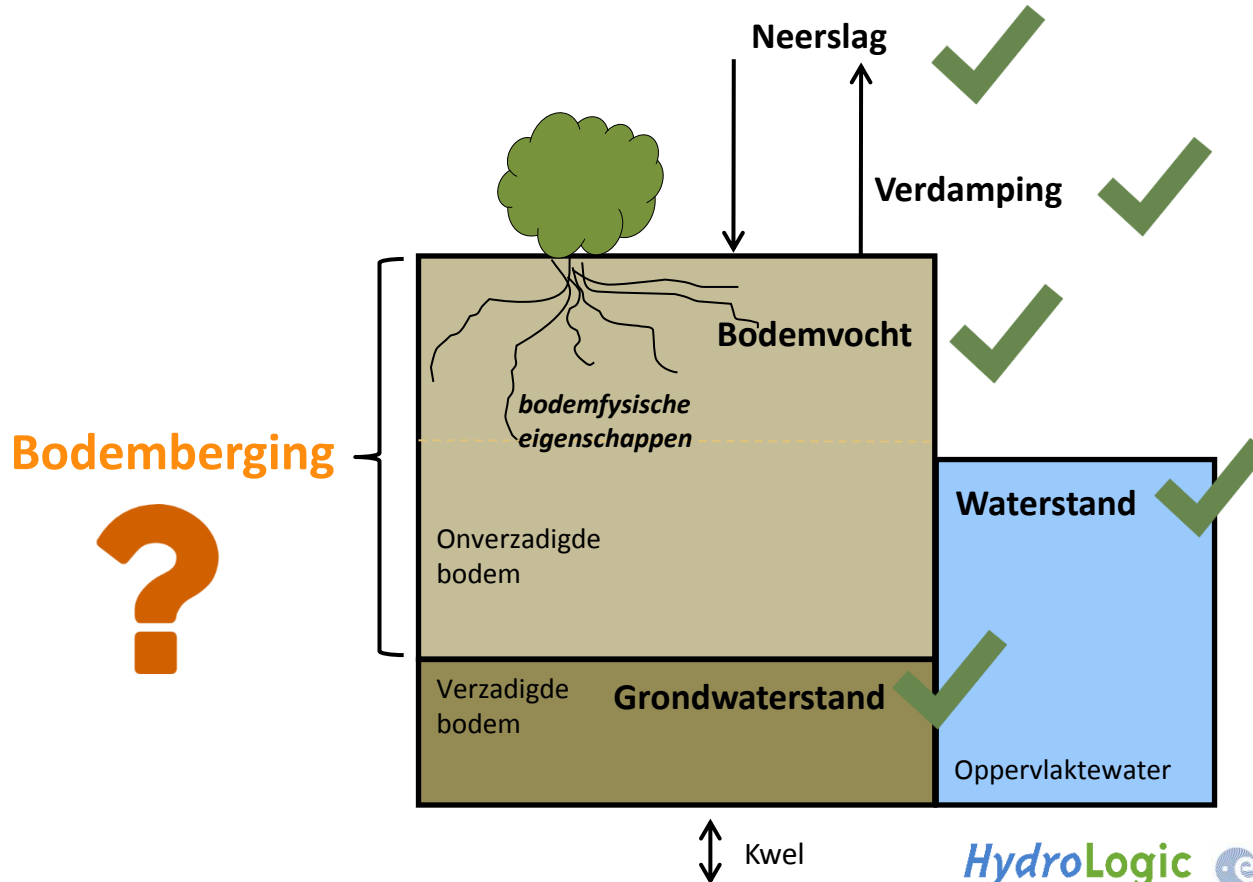 Neerslag
Verdamping
Bodemvocht
bodemfysische
eigenschappen
Bodemberging
?
Waterstand
Onverzadigde
bodem
Verzadigde
bodem
Grondwaterstand
Oppervlaktewater
Kwel
HydroLogic